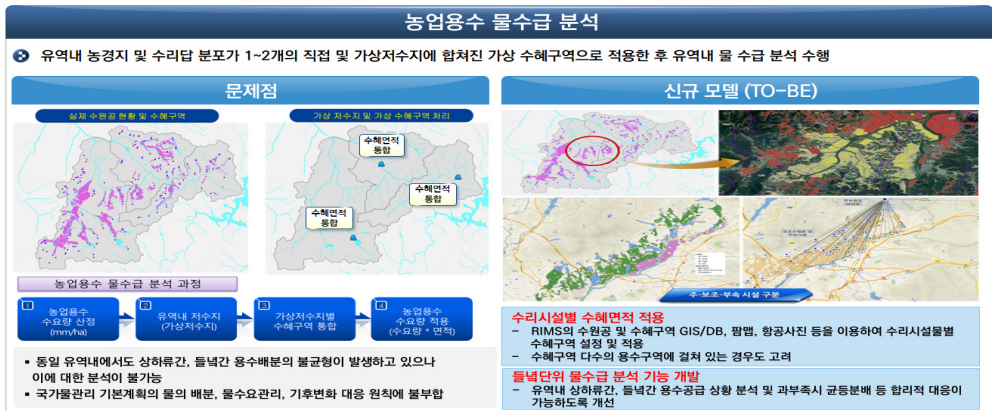 농업용수 물수급 분석
유역내 농경지 및 수리답 분포가 1~2개의 직접 및 가상저수지에 합쳐진 가상 수혜구역으로 적용한 후 유역내 물 수급 분석 수행
문제점
실제 수원공 현황 및 수혜구역
가상 저수지 및 가상 수혜구역 처리
수혜면적
통합
수혜면적
통합
수혜면적
통합
농업용수 물수급 분석 과정
1
농업용수
수요량 산정
(mm/ha)
2
유역내 저수지
(가상저수지)
3
가상저수지별
수혜구역 통합
4
농업용수
수요량 적용
(수요량 * 면적)
▪ 동일 유역내에서도 상하류간, 들녘간 용수배분의 불균형이 발생하고 있으나
이에 대한 분석이 불가능
▪ 국가물관리 기본계획의 물의 배분, 물수요관리, 기후변화 대응 원칙에 불부합
신규 모델 (TO-BE)
주·보조·부속 시설 구분
수리시설별 수혜면적 적용
- RIMS의 수원공 및 수혜구역 GIS/DB, 팜맵, 항공사진 등을 이용하여 수리시설물별
수혜구역 설정 및 적용
- 수혜구역 다수의 용수구역에 걸쳐 있는 경우도 고려
들녘단위 물수급 분석 기능 개발
- 유역내 상하류간, 들녘간 용수공급 상황 분석 및 과부족시 균등분배 등 합리적 대응이
가능하도록 개선